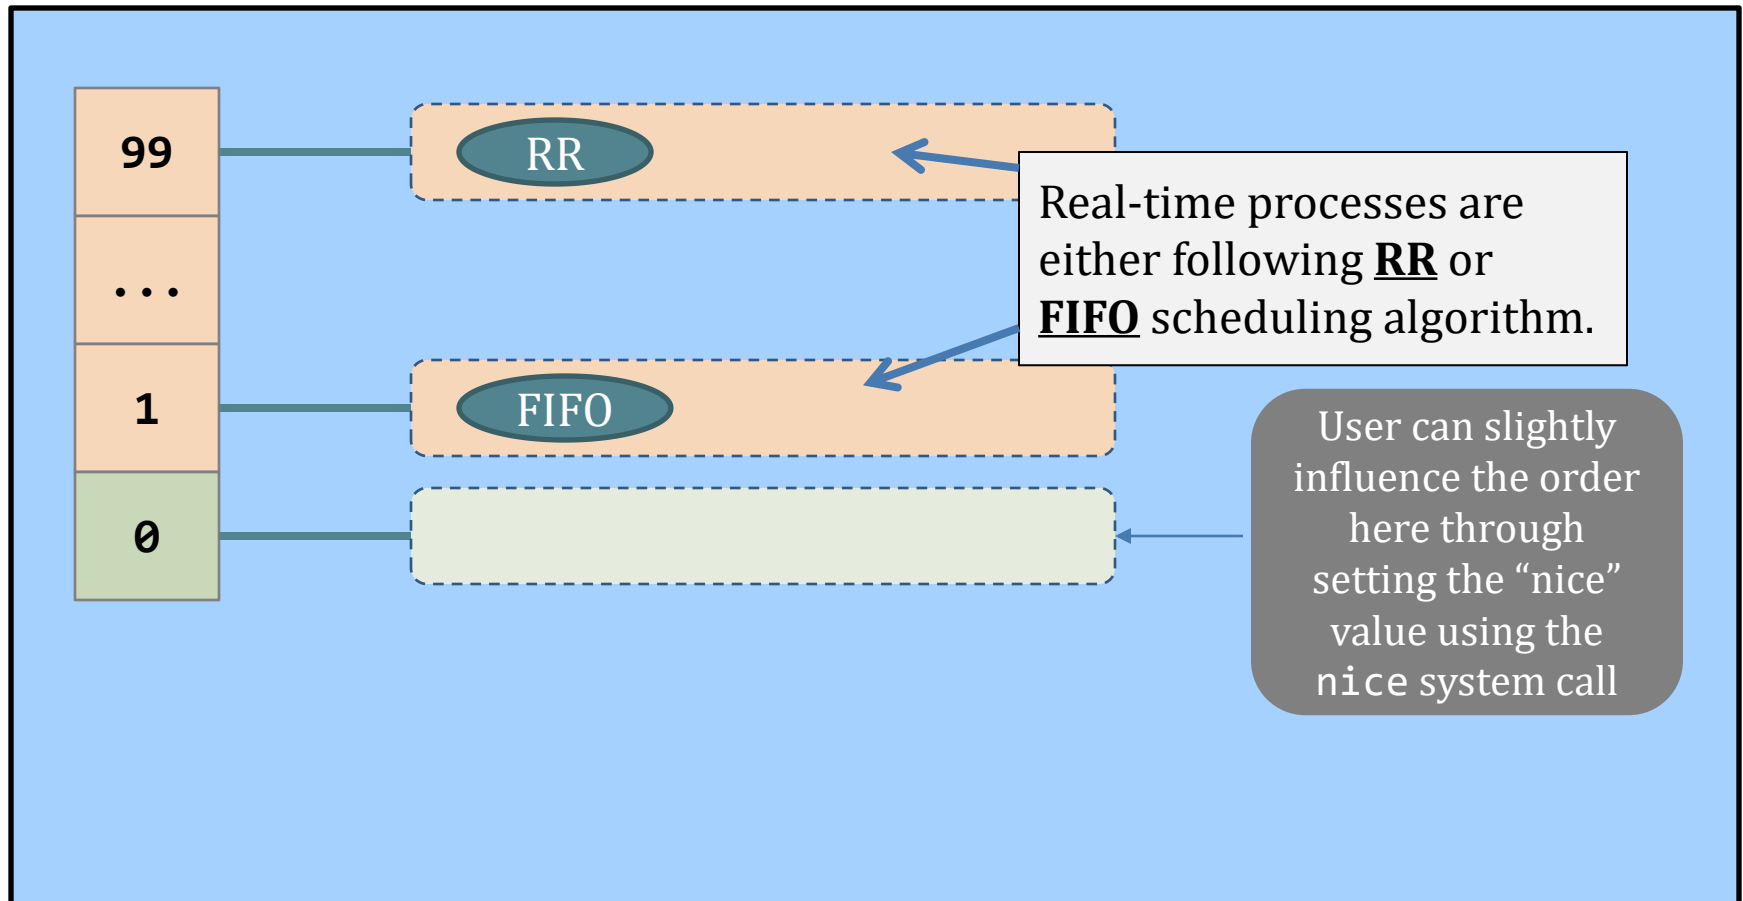 99
RR
Real-time processes are
either following RR or
FIFO scheduling algorithm.
...
1
FIFO
0
User can slightly
influence the order
here through
setting the “nice”
value using the
nice system call